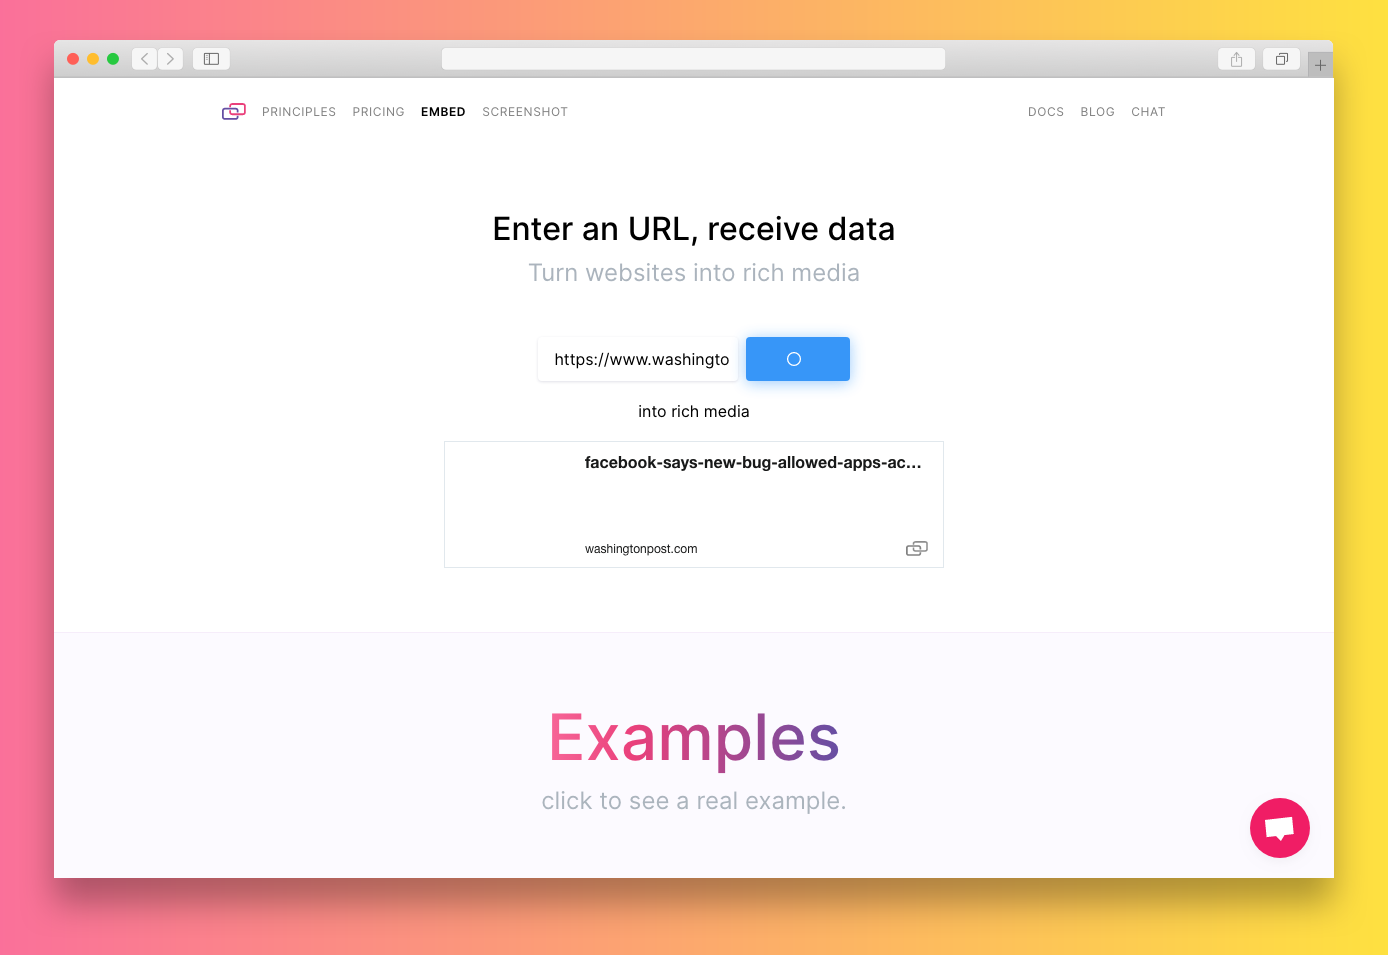 PRINCIPLES PRICING EMBED SCREENSHOT DOCS BLOG CHAT
Enter an URL, receive data
Turn websites into rich media
https://www.washingto
into rich media
facebook-says-new-bug-allowed-apps-ac...
washingtonpost.com
Examples
click to see a real example.